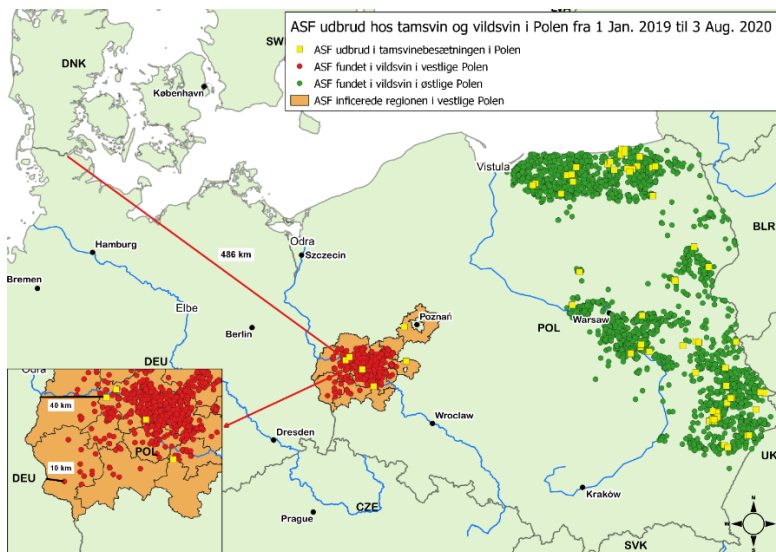 LVA
ASF udbrud hos tamsvin og vildsvin i Polen fra 1 Jan. 2019 til 3 Aug. 2020
ASF udbrud i tamsvinebesætningen i Polen
ASF fundet i vildsvin i vestlige Polen
ASF fundet i vildsvin i østlige Polen
ASF inficerede regionen i vestlige Polen
SW
DNK
København
Vistula
BLR
Hamburg
486 km
Odra
Szczecin
Bremen
Elbe
Berlin
Poznań
POL
Warsaw
DEU
Odra
40 km
POL
10 km
DEU
Dresden
Wroclaw
UK
Kraków
Prague
CZE
SVK
N
W
E
S